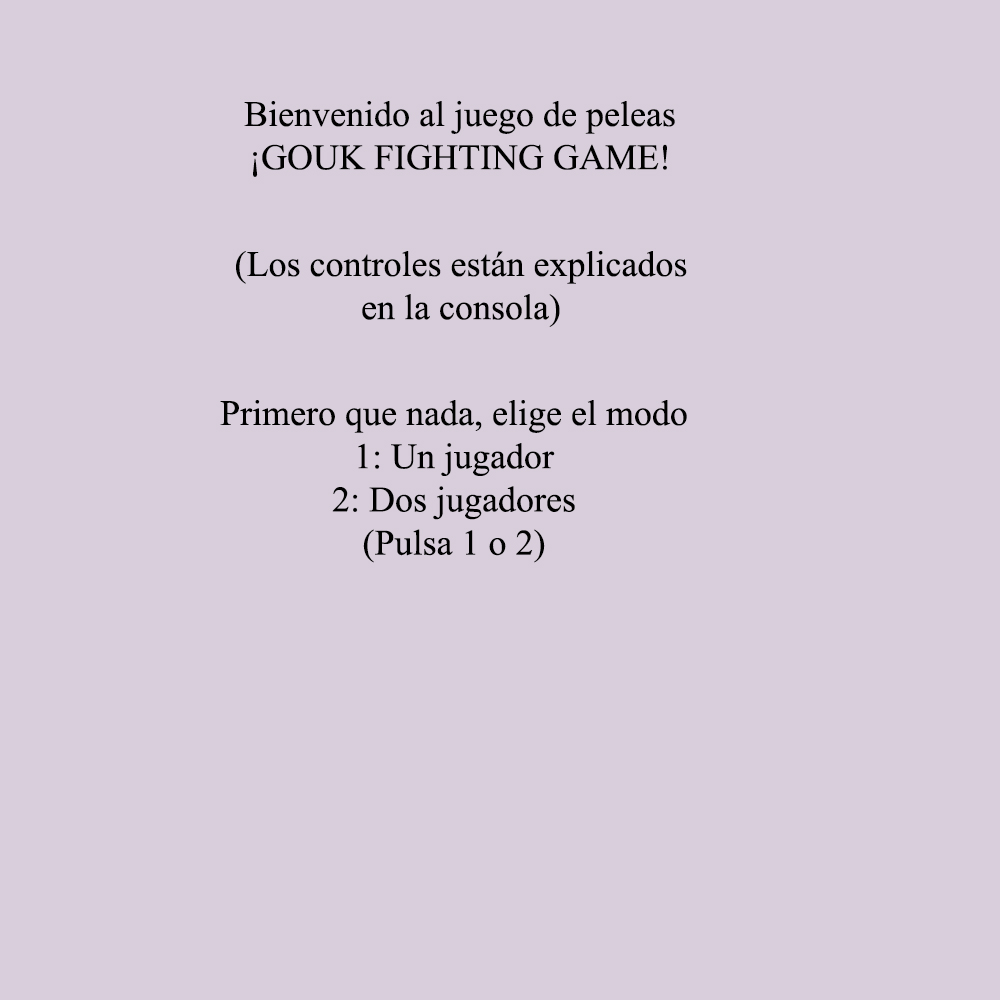 Bienvenido al juego de peleas
¡GOUK FIGHTING GAME!
(Los controles están explicados
en la consola)
Primero que nada, elige el modo
1: Un jugador
2: Dos jugadores
(Pulsa 1 o 2)